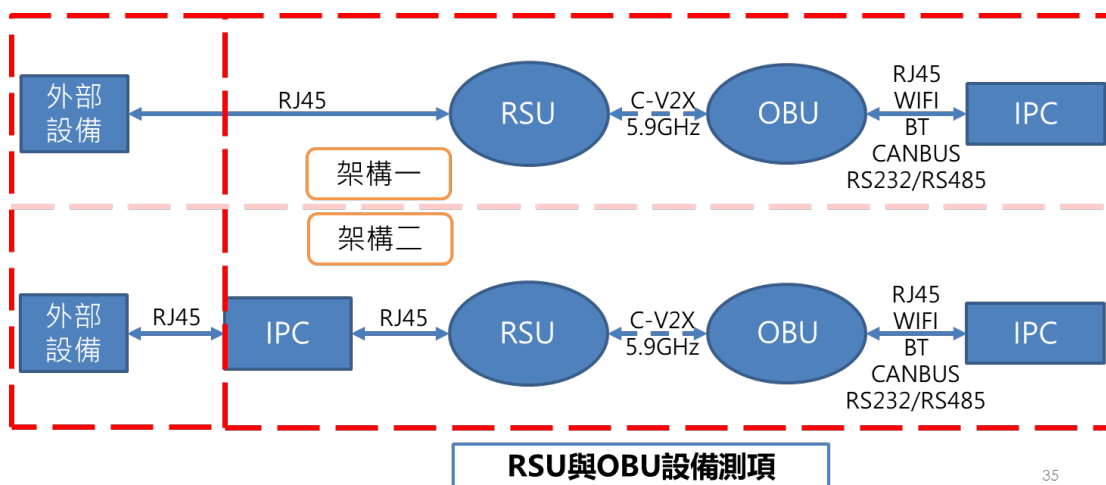 外部
設備
RJ45
RSU
C-V2X
5.9GHz
OBU
RJ45
WIFI
BT
CANBUS
RS232/RS485
IPC
架構一
架構二
外部
設備
RJ45
IPC
RJ45
RSU
C-V2X
5.9GHz
OBU
RJ45
WIFI
BT
CANBUS
RS232/RS485
IPC
RSU與OBU設備測項
35